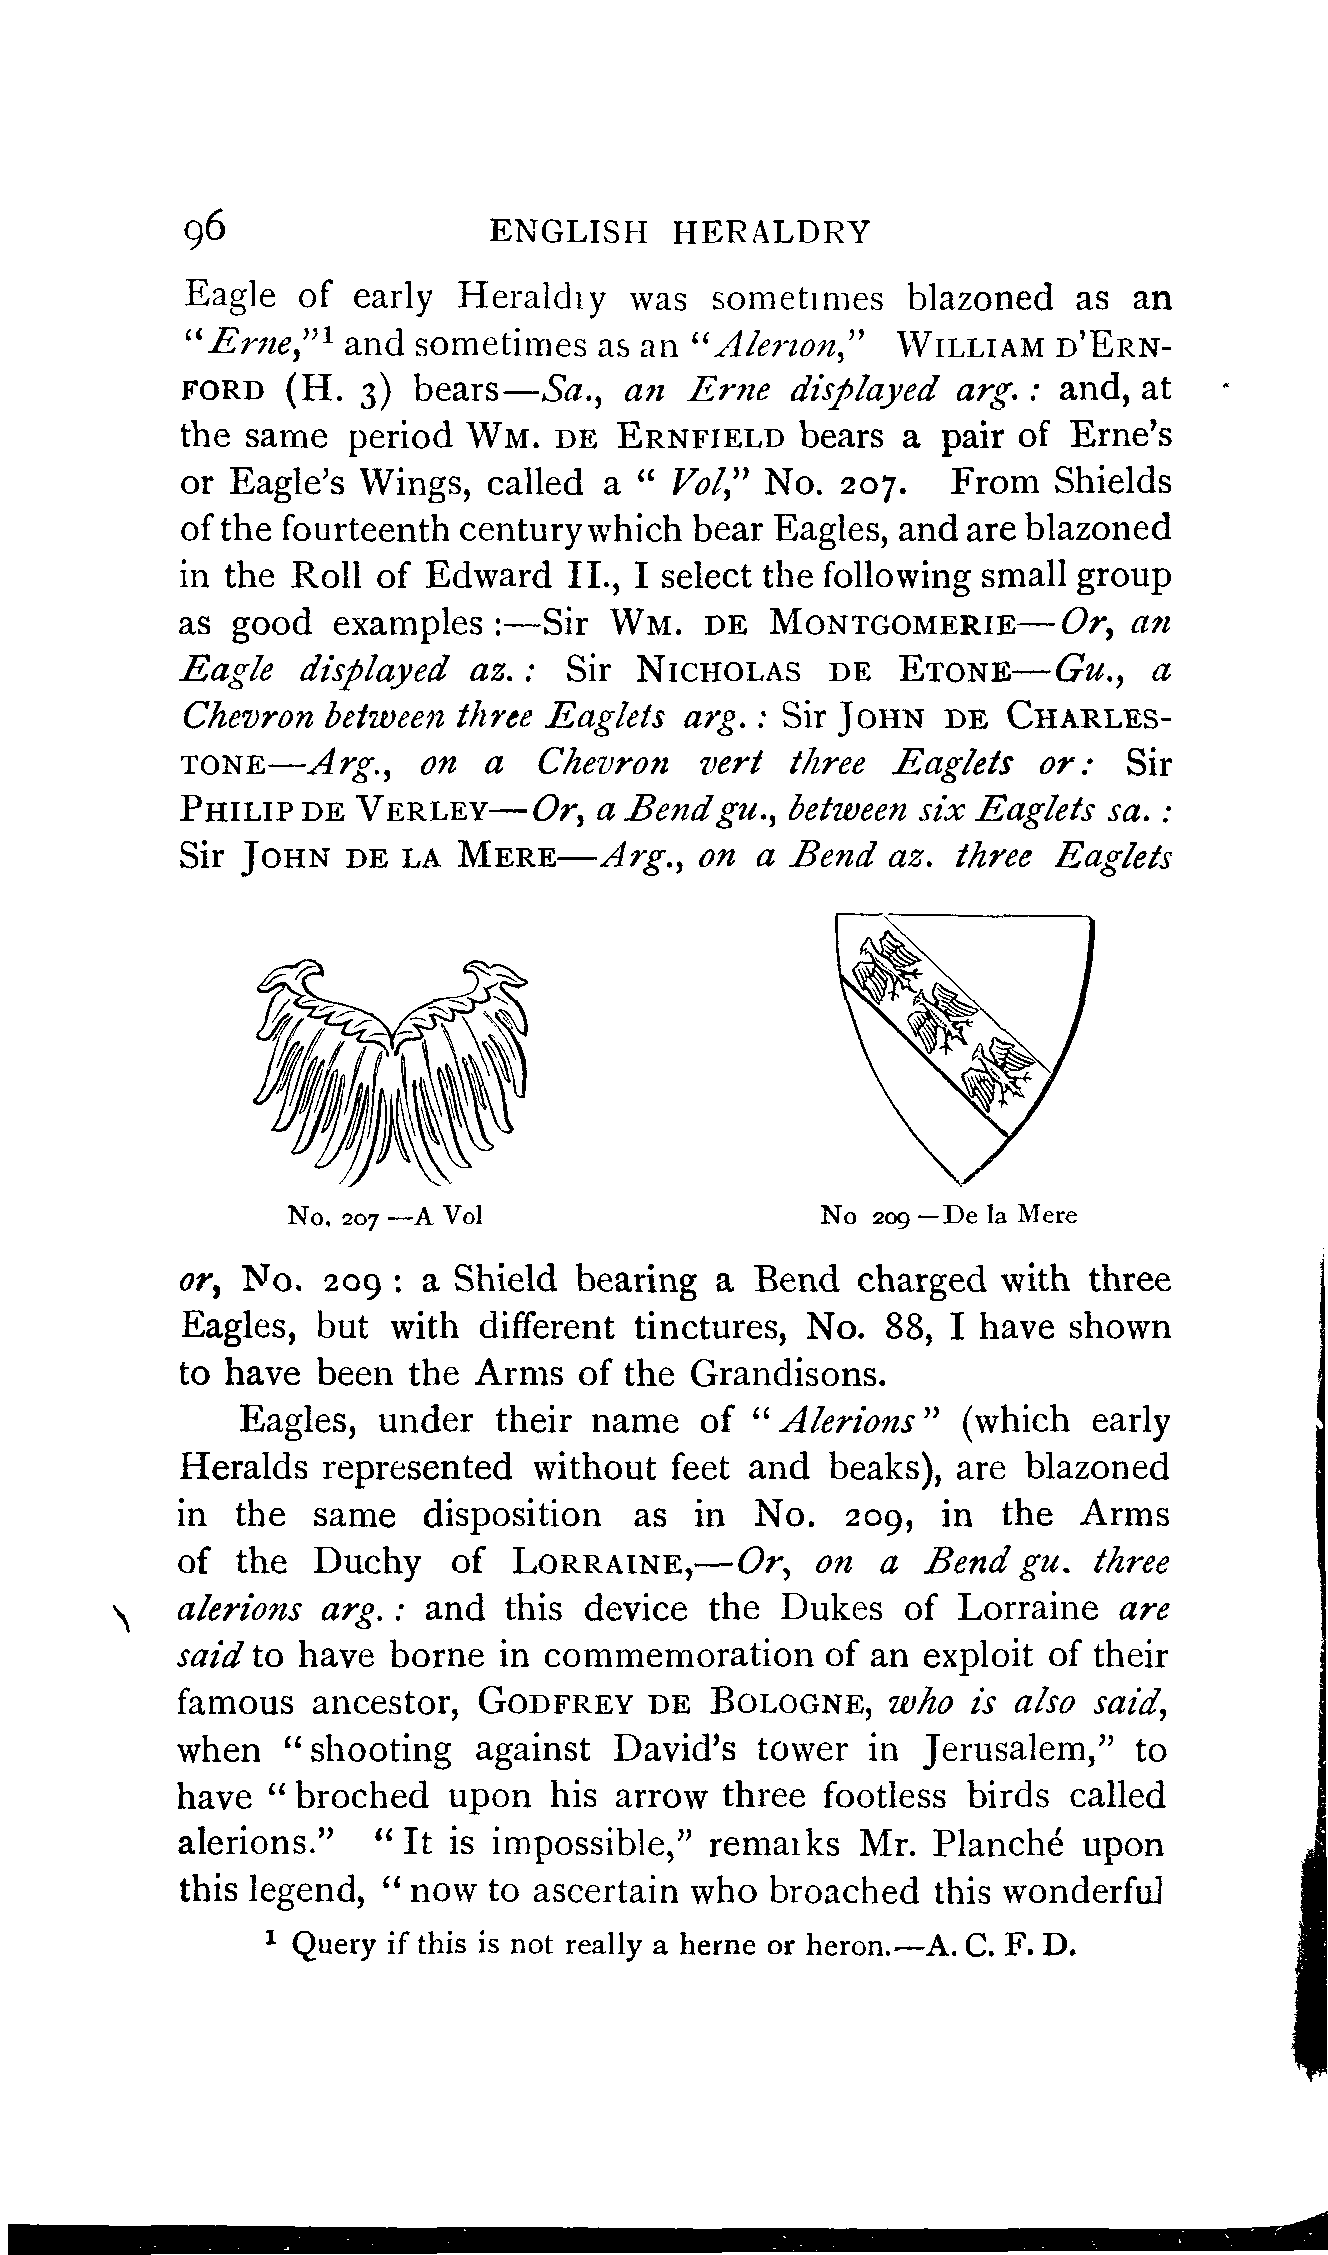 96 ENGLISH HERALDRY
Eagle of early Heraldry was sometimes blazoned as an
"Erne,"¹ and sometimes as an "Alerion," WILLIAM D'ERN-
FORD (H. 3) bears—Sa., an Erne displayed arg. : and, at
the same period WM. DE ERNFIELD bears a pair of Erne's
or Eagle's Wings, called a " Vol," No. 207. From Shields
of the fourteenth century which bear Eagles, and are blazoned
in the Roll of Edward II., I select the following small group
as good examples :—Sir WM. DE MONTGOMERIE—Or, an
Eagle displayed az. : Sir NICHOLAS DE ETONE—Gu., a
Chevron between three Eaglets arg. : Sir JOHN DE CHARLES-
TONE—Arg., on a Chevron vert three Eaglets or : Sir
PHILIP DE VERLEY—Or, a Bend gu., between six Eaglets sa. :
Sir JOHN DE LA MERE—Arg., on a Bend az. three Eaglets
No. 207 —A Vol
No 209 —De la Mere
or, No. 209 : a Shield bearing a Bend charged with three
Eagles, but with different tinctures, No. 88, I have shown
to have been the Arms of the Grandisons.
Eagles, under their name of " Alerions" (which early
Heralds represented without feet and beaks), are blazoned
in the same disposition as in No. 209, in the Arms
of the Duchy of LORRAINE,—Or, on a Bend gu. three
alerions arg. : and this device the Dukes of Lorraine are
said to have borne in commemoration of an exploit of their
famous ancestor, GODFREY DE BOLOGNE, who is also said,
when "shooting against David's tower in Jerusalem," to
have "broched upon his arrow three footless birds called
alerions." "It is impossible," remarks Mr. Planché upon
this legend, "now to ascertain who broached this wonderful
¹ Query if this is not really a herne or heron.—A. C. F. D.